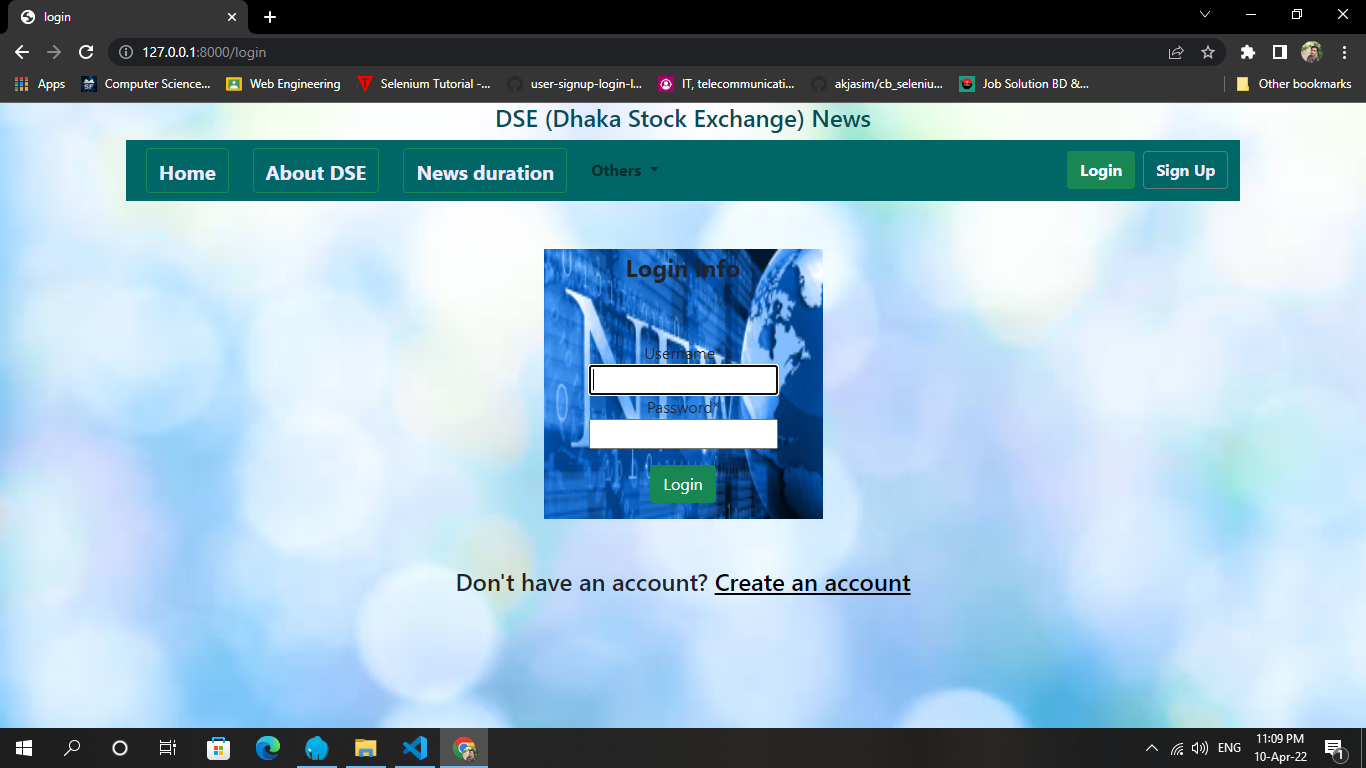 login
127.0.0.1:8000/login
Apps Computer Science... Web Engineering Selenium Tutorial -... user-signup-login-l... IT, telecommunicati... akjasim/cb_seleniu... Job Solution BD &... Other bookmarks
DSE (Dhaka Stock Exchange) News
Home About DSE News duration Others Login Sign Up
Login info
Username*
Password*
Login
Don't have an account? Create an account
ENG 11:09 PM
10-Apr-22 1